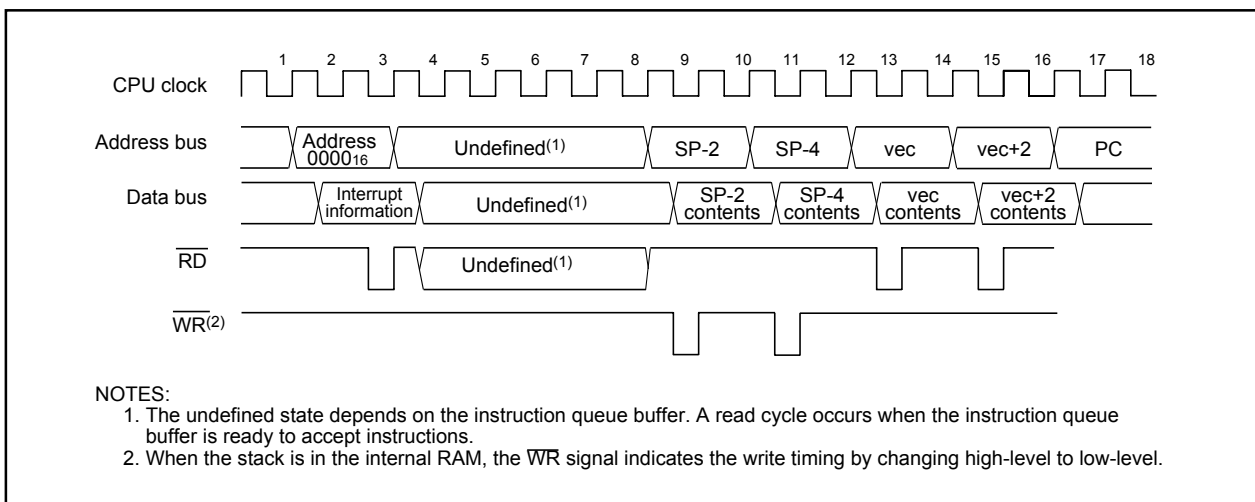 1 2 3 4 5 6 7 8 9 10 11 12 13 14 15 16 17 18
CPU clock
Address bus
Address
0000₁₆
Undefined(1)
SP-2
SP-4
vec
vec+2
PC
Data bus
Interrupt
information
Undefined(1)
SP-2
contents
SP-4
contents
vec
contents
vec+2
contents
RD
Undefined(1)
WR(2)
NOTES:
1. The undefined state depends on the instruction queue buffer. A read cycle occurs when the instruction queue
buffer is ready to accept instructions.
2. When the stack is in the internal RAM, the WR signal indicates the write timing by changing high-level to low-level.